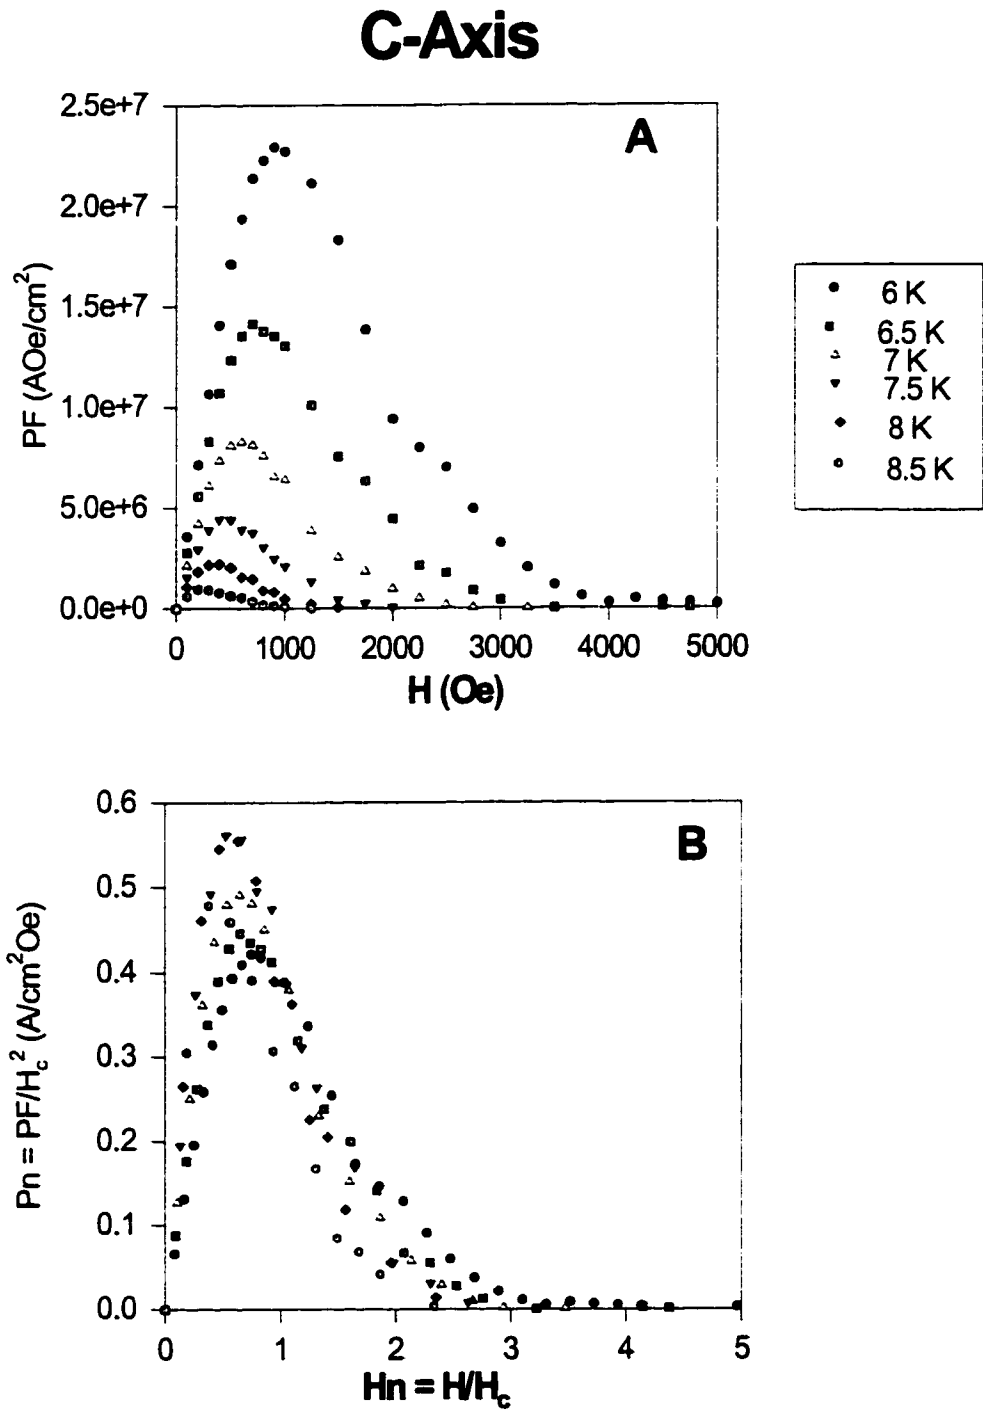 C-Axis
A
2.5e+7
2.0e+7
1.5e+7
1.0e+7
5.0e+6
0.0e+0
PF (AOe/cm²)
0 1000 2000 3000 4000 5000
H (Oe)
6 K
6.5 K
7 K
7.5 K
8 K
8.5 K
B
0.6
0.5
0.4
0.3
0.2
0.1
0.0
Pn = PF/H_c² (A/cm²Oe)
0 1 2 3 4 5
Hn = H/H_c